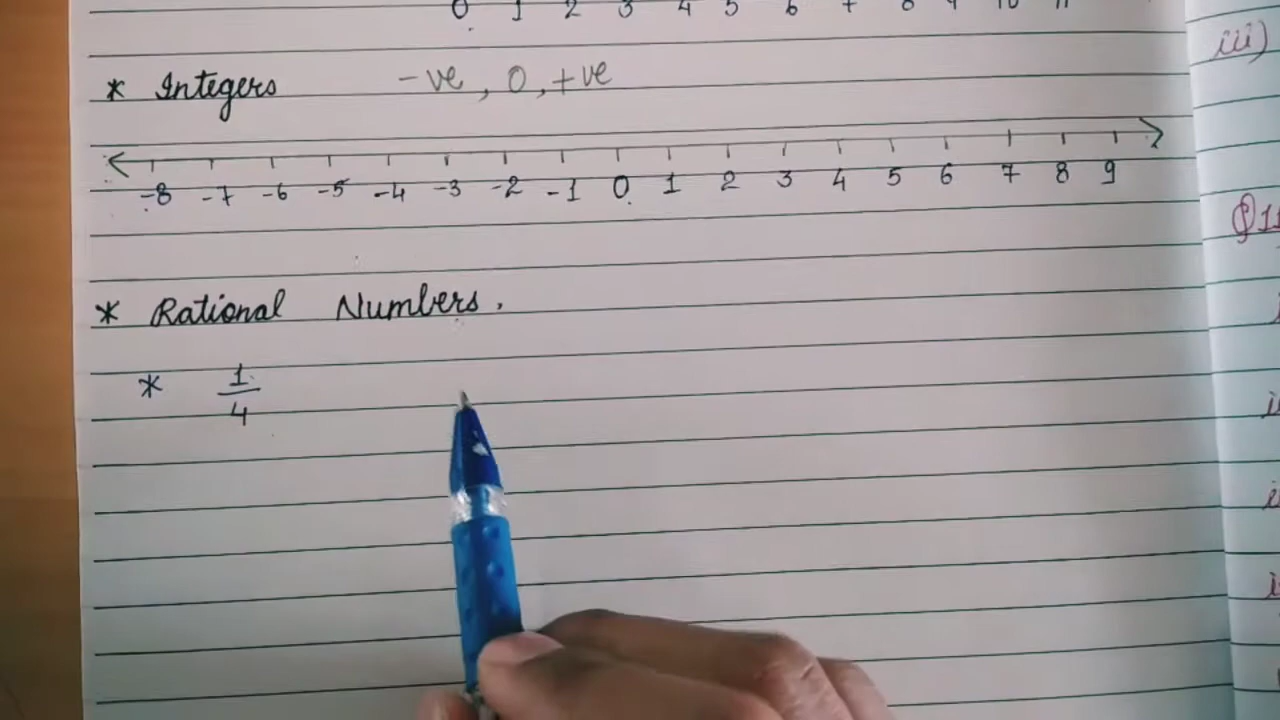 0 1 2 3 4 5 6 7 8 9 10 11
* Integers -ve, 0, +ve
-8 -7 -6 -5 -4 -3 -2 -1 0 1 2 3 4 5 6 7 8 9
* Rational Numbers.
* 1/4
iii)
Q11